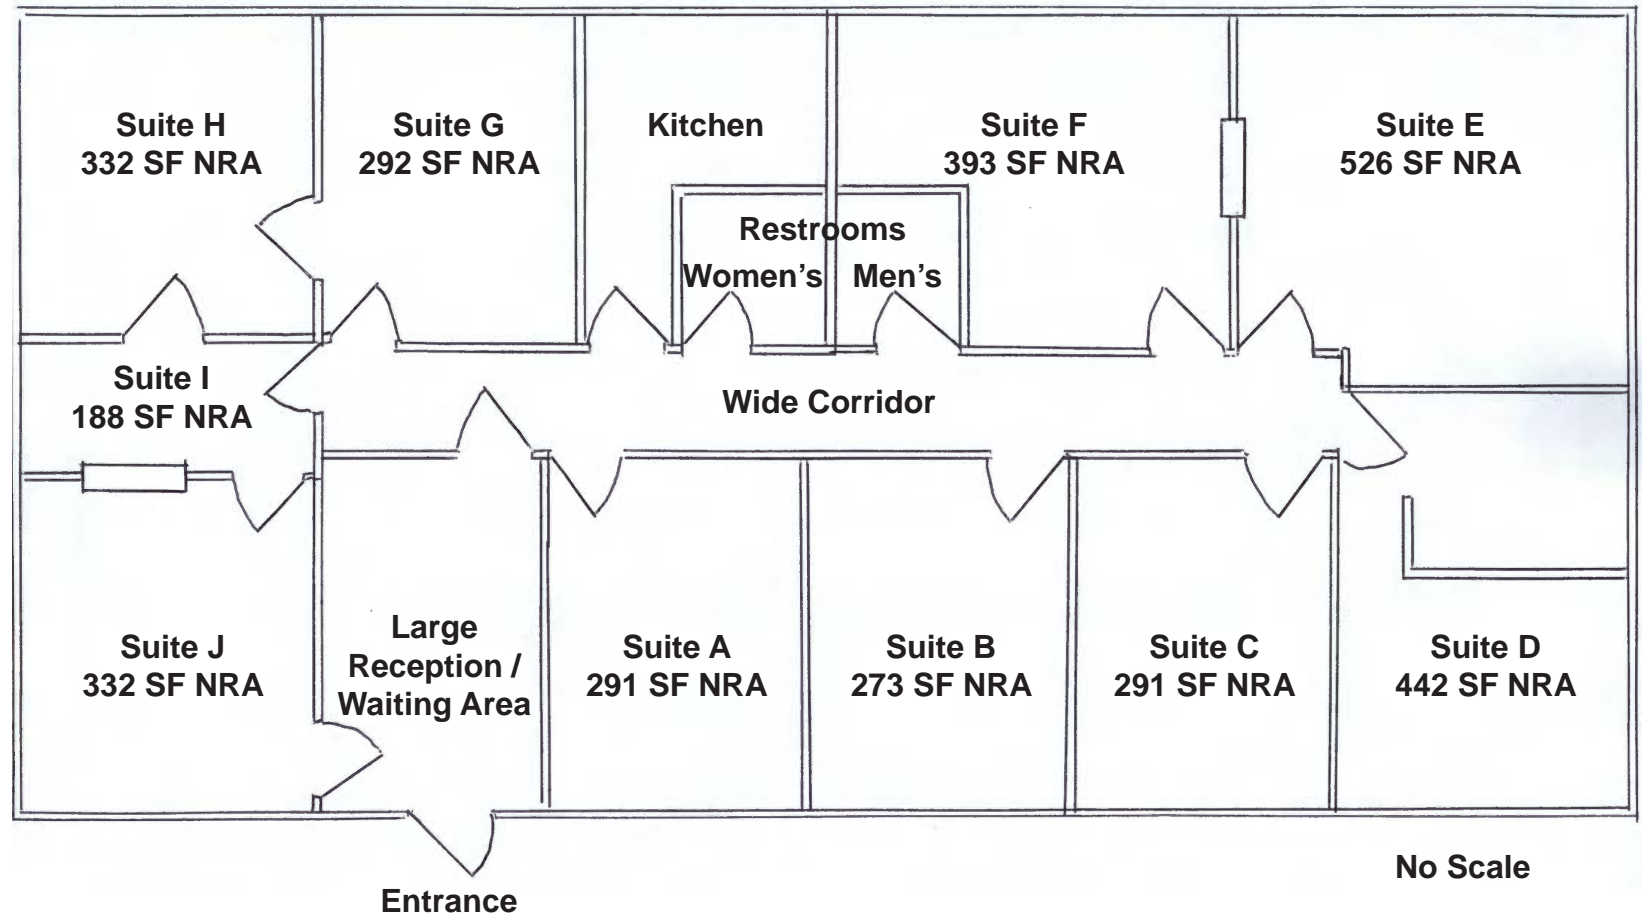 Suite H
332 SF NRA
Suite G
292 SF NRA
Kitchen
Suite F
393 SF NRA
Suite E
526 SF NRA
Restrooms
Women’s
Men’s
Suite I
188 SF NRA
Wide Corridor
Suite J
332 SF NRA
Large
Reception /
Waiting Area
Suite A
291 SF NRA
Suite B
273 SF NRA
Suite C
291 SF NRA
Suite D
442 SF NRA
No Scale
Entrance